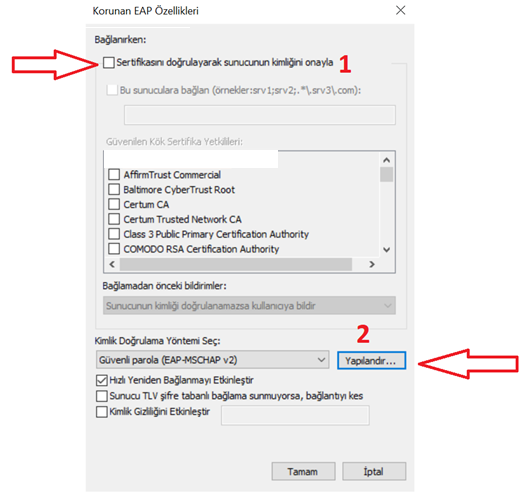 Korunan EAP Özellikleri
Bağlanırken:
Sertifikasını doğrulayarak sunucunun kimliğini onayla 1
Bu sunuculara bağlan (örnekler:srv1;srv2;.*\.srv3\.com):
Güvenilen Kök Sertifika Yetkilileri:
AffirmTrust Commercial
Baltimore CyberTrust Root
Certum CA
Certum Trusted Network CA
Class 3 Public Primary Certification Authority
COMODO RSA Certification Authority
Bağlamadan önceki bildirimler:
Sunucunun kimliği doğrulanamazsa kullanıcıya bildir
2
Kimlik Doğrulama Yöntemi Seç:
Güvenli parola (EAP-MSCHAP v2) Yapılandır...
Hızlı Yeniden Bağlanmayı Etkinleştir
Sunucu TLV şifre tabanlı bağlama sunmuyorsa, bağlantıyı kes
Kimlik Gizliliğini Etkinleştir
Tamam İptal